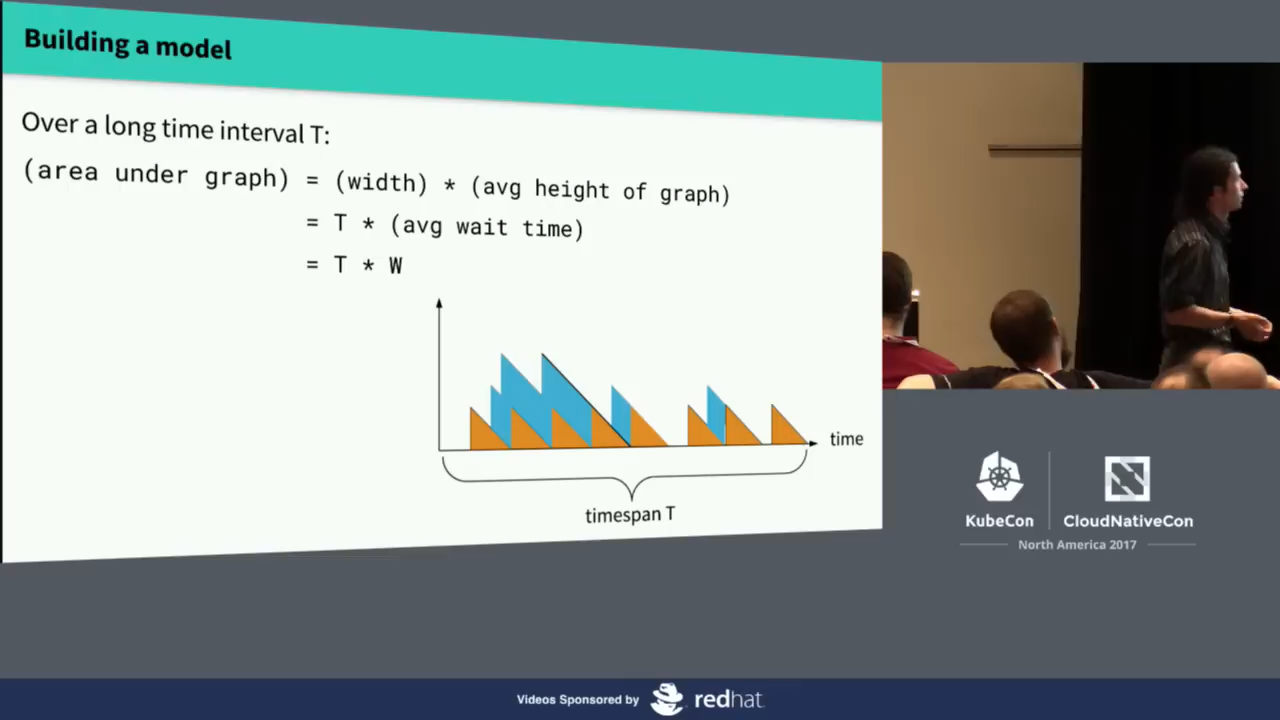 Building a model
Over a long time interval T:
(area under graph) = (width) * (avg height of graph)
= T * (avg wait time)
= T * W
time
timespan T
KubeCon
CloudNativeCon
North America 2017
Videos Sponsored by
redhat